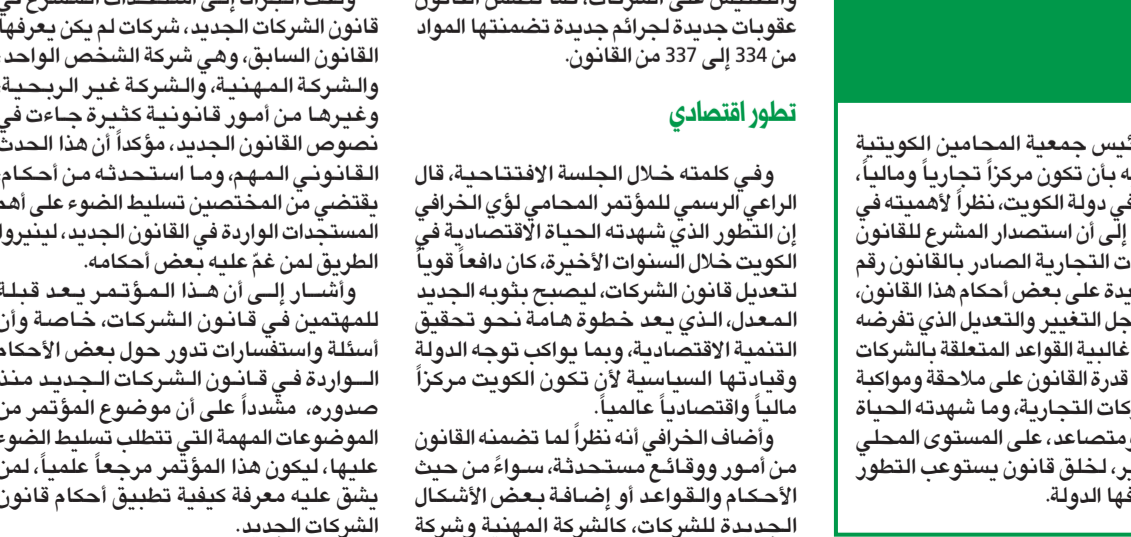 ئيس جمعية المحامين الكويتية
ه بأن تكون مركزاً تجارياً ومالياً،
في دولة الكويت، نظراً لأهميته في
إلى أن استصدار المشرع للقانون
ت التجارية الصادر بالقانون رقم
يدة على بعض أحكام هذا القانون،
جل التغيير والتعديل الذي تفرضه
غالبية القواعد المتعلقة بالشركات
قدرة القانون على ملاحقة ومواكبة
كات التجارية، وما شهدته الحياة
ومتصاعد، على المستوى المحلي
ير، لخلق قانون يستوعب التطور
فها الدولة.
والتفتيش على الشركات، كما تضمن القانون
عقوبات جديدة لجرائم جديدة تضمنتها المواد
من 334 إلى 337 من القانون.
تطور اقتصادي
وفي كلمته خلال الجلسة الافتتاحية، قال
الراعي الرسمي للمؤتمر المحامي لؤي الخرافي
إن التطور الذي شهدته الحياة الاقتصادية في
الكويت خلال السنوات الأخيرة، كان دافعاً قوياً
لتعديل قانون الشركات، ليصبح بثوبه الجديد
المعدل، الذي يعد خطوة هامة نحو تحقيق
التنمية الاقتصادية، وبما يواكب توجه الدولة
وقيادتها السياسية لأن تكون الكويت مركزاً
مالياً واقتصادياً عالمياً.
وأضاف الخرافي أنه نظراً لما تضمنه القانون
من أمور ووقائع مستحدثة، سواءً من حيث
الأحكام والقواعد أو إضافة بعض الأشكال
الجديدة للشركات، كالشركة المهنية وشركة
ولفت الخراز إلى استحداث المشرع في
قانون الشركات الجديد، شركات لم يكن يعرفها
القانون السابق، وهي شركة الشخص الواحد،
والشركة المهنية، والشركة غير الربحية،
وغيرها من أمور قانونية كثيرة جاءت في
نصوص القانون الجديد، مؤكداً أن هذا الحدث
القانوني المهم، وما استحدثه من أحكام،
يقتضي من المختصين تسليط الضوء على أهم
المستجدات الواردة في القانون الجديد، لينيروا
الطريق لمن غمّ عليه بعض أحكامه.
وأشار إلى أن هذا المؤتمر يعد قبلة
للمهتمين في قانون الشركات، خاصة وأن
أسئلة واستفسارات تدور حول بعض الأحكام
الواردة في قانون الشركات الجديد منذ
صدوره، مشدداً على أن موضوع المؤتمر من
الموضوعات المهمة التي تتطلب تسليط الضوء
عليها، ليكون هذا المؤتمر مرجعاً علمياً، لمن
يشق عليه معرفة كيفية تطبيق أحكام قانون
الشركات الجديد.